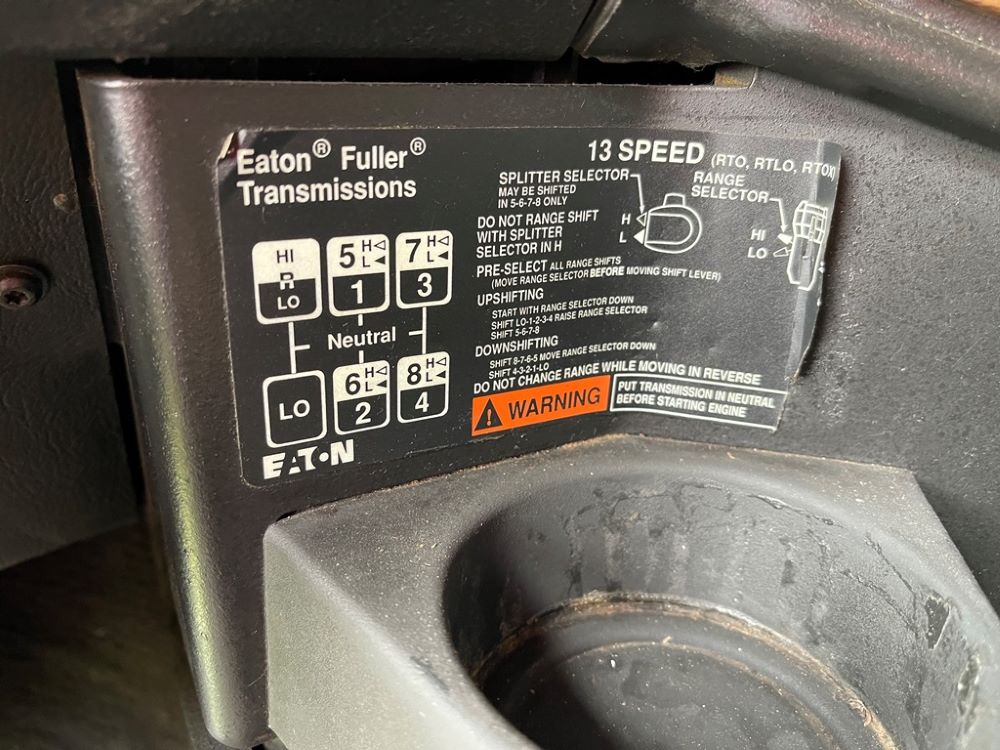 Eaton® Fuller®
Transmissions
13 SPEED (RTO, RTLO, RTOX)
SPLITTER SELECTOR
MAY BE SHIFTED
IN 5-6-7-8 ONLY
RANGE
SELECTOR
DO NOT RANGE SHIFT
WITH SPLITTER
SELECTOR IN H
H
L
HI
LO
PRE-SELECT ALL RANGE SHIFTS
(MOVE RANGE SELECTOR BEFORE MOVING SHIFT LEVER)
UPSHIFTING
START WITH RANGE SELECTOR DOWN
SHIFT LO-1-2-3-4 RAISE RANGE SELECTOR
SHIFT 5-6-7-8
DOWNSHIFTING
SHIFT 8-7-6-5 MOVE RANGE SELECTOR DOWN
SHIFT 4-3-2-1-LO
DO NOT CHANGE RANGE WHILE MOVING IN REVERSE
WARNING
PUT TRANSMISSION IN NEUTRAL
BEFORE STARTING ENGINE
HI
R
LO
5 H◁
L◀
1
7 H◁
L◀
3
Neutral
LO
6 H◁
L◀
2
8 H◁
L◀
4
EATON